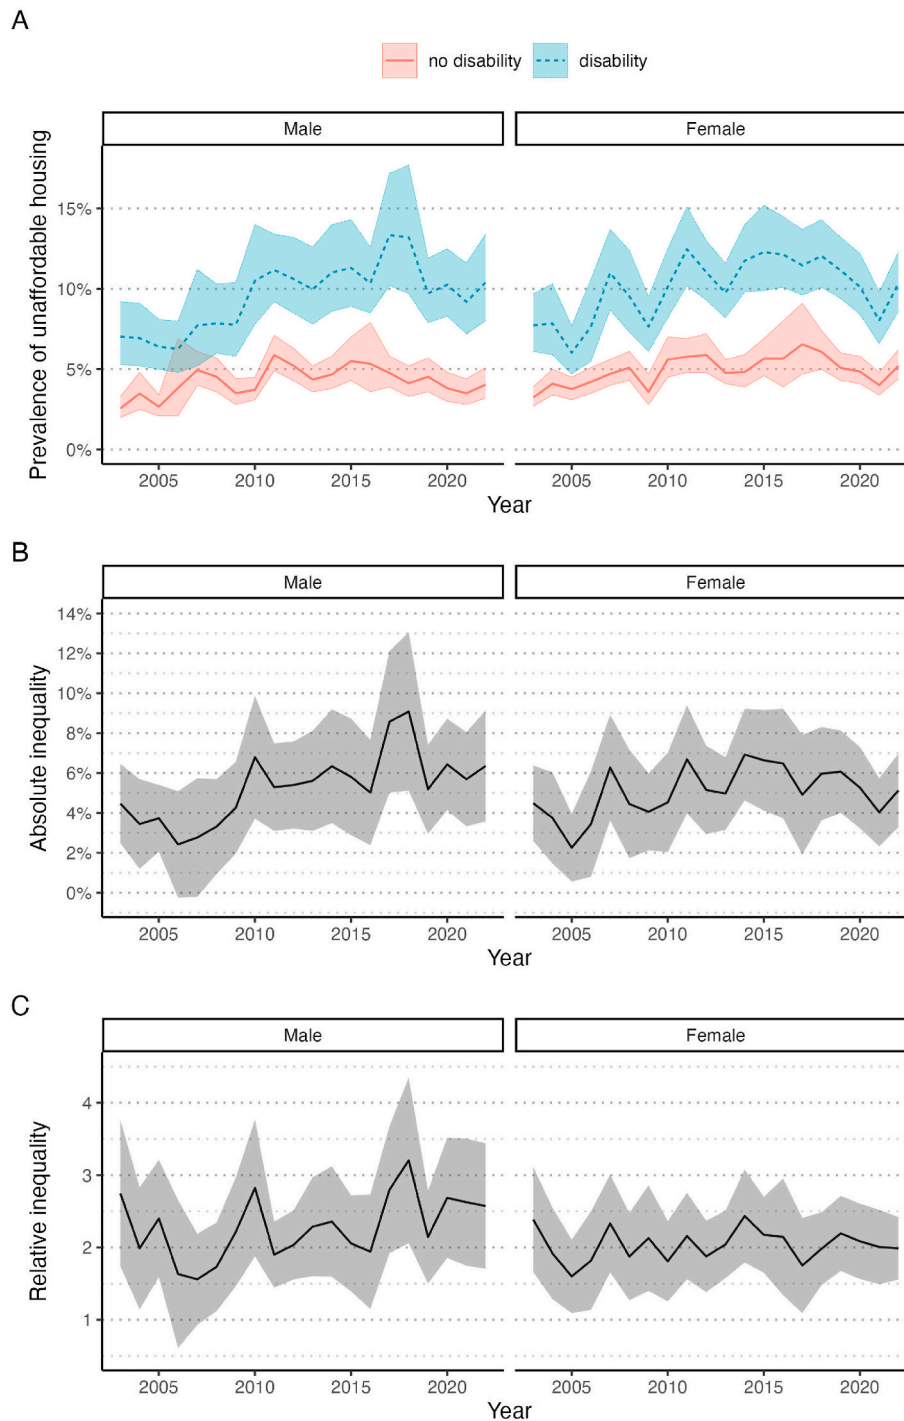 A
no disability disability
Male Female
Prevalence of unaffordable housing
15%
10%
5%
0%
2005 2010 2015 2020 2005 2010 2015 2020
Year
B
Male Female
Absolute inequality
14%
12%
10%
8%
6%
4%
2%
0%
2005 2010 2015 2020 2005 2010 2015 2020
Year
C
Male Female
Relative inequality
4
3
2
1
2005 2010 2015 2020 2005 2010 2015 2020
Year